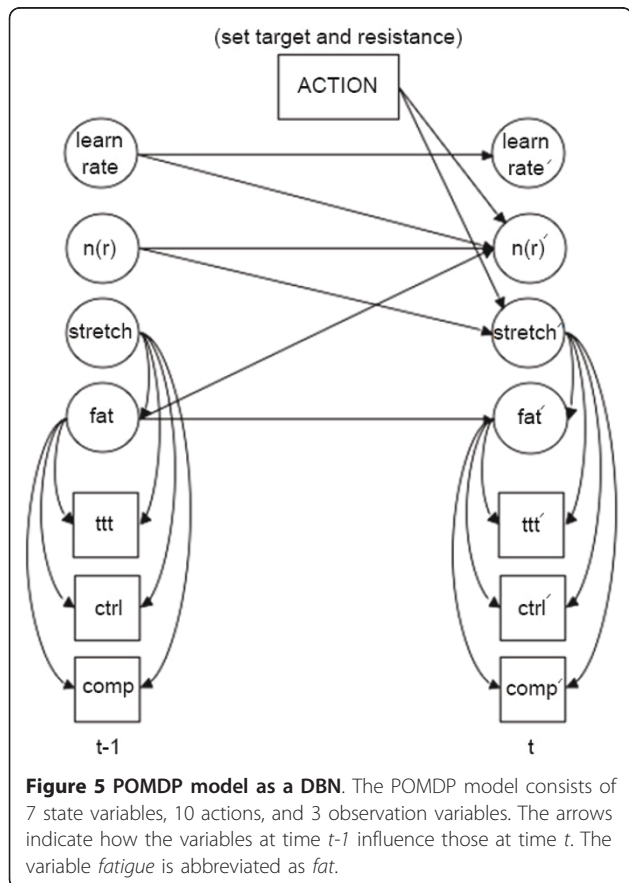 (set target and resistance)
ACTION
learn
rate
learn
rate´
n(r)
n(r)´
stretch
stretch´
fat
fat´
ttt
ttt´
ctrl
ctrl´
comp
comp´
t-1
t
Figure 5 POMDP model as a DBN. The POMDP model consists of
7 state variables, 10 actions, and 3 observation variables. The arrows
indicate how the variables at time t-1 influence those at time t. The
variable fatigue is abbreviated as fat.